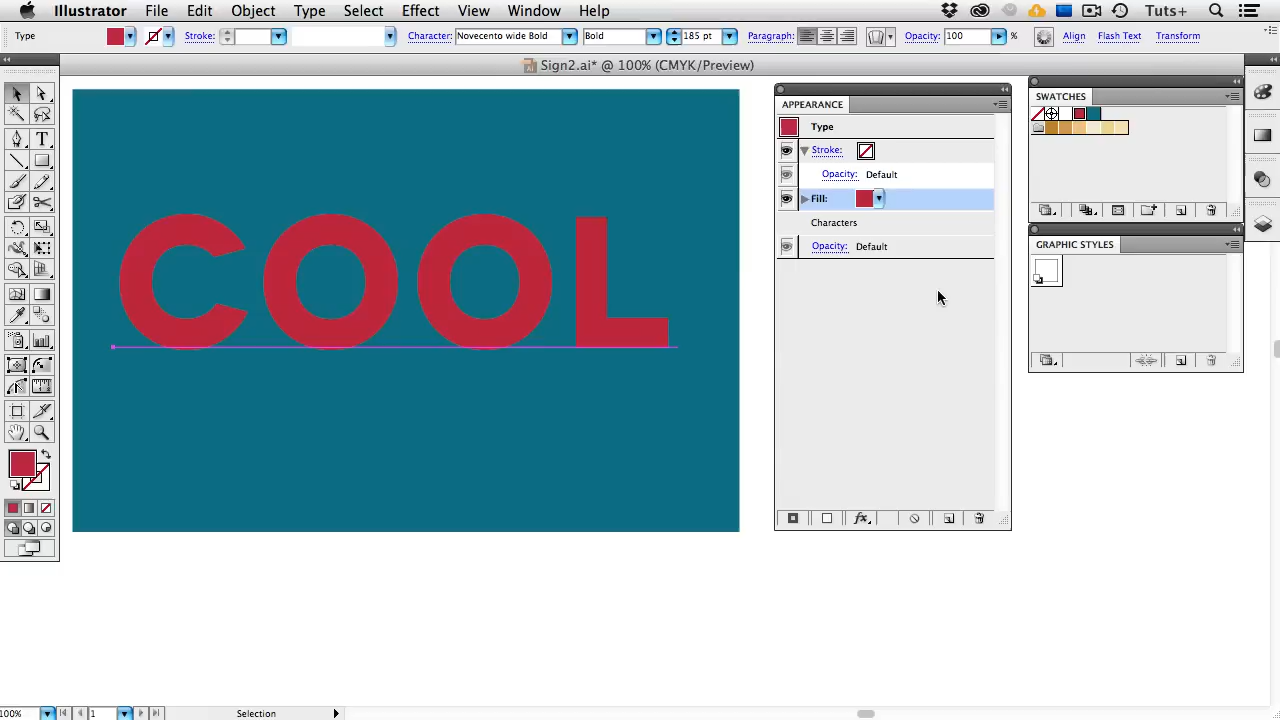 Illustrator File Edit Object Type Select Effect View Window Help Tuts+
Type Stroke: Character: Novecento wide Bold Bold 185 pt Paragraph: Opacity: 100 % Align Flash Text Transform
Sign2.ai* @ 100% (CMYK/Preview)
APPEARANCE
Type
Stroke:
Opacity: Default
Fill:
Characters
Opacity: Default
fx
SWATCHES
GRAPHIC STYLES
COOL
T
100% 1 Selection